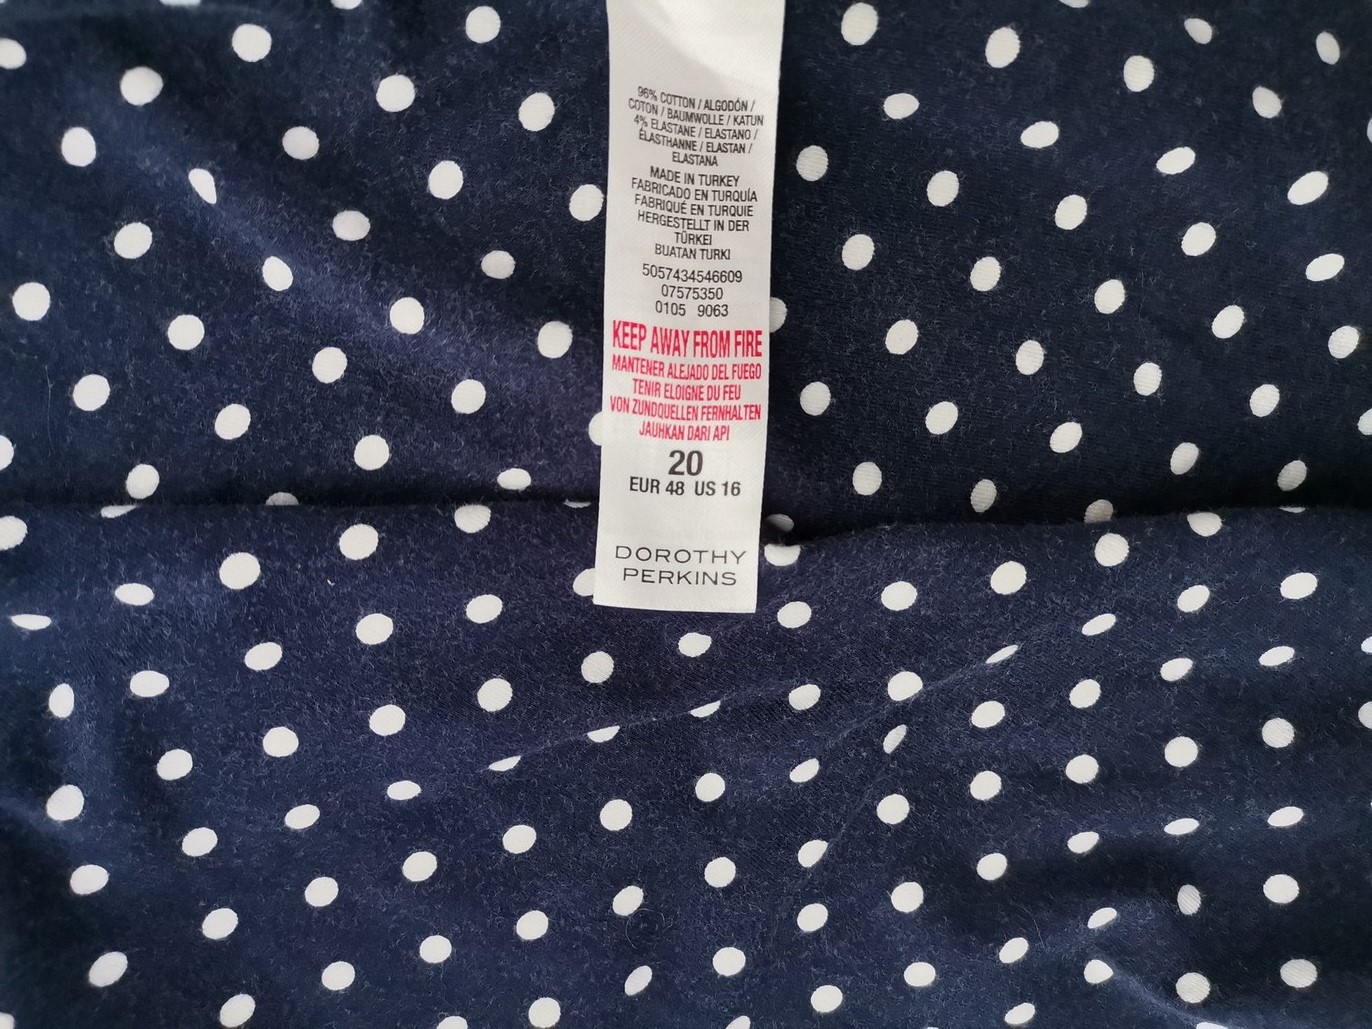 96% COTTON / ALGODÓN /
COTON / BAUMWOLLE / KATUN
4% ELASTANE / ELASTANO /
ÉLASTHANNE / ELASTAN /
ELASTANA
MADE IN TURKEY
FABRICADO EN TURQUÍA
FABRIQUÉ EN TURQUIE
HERGESTELLT IN DER
TÜRKEI
BUATAN TURKI
5057434546609
07575350
0105 9063
KEEP AWAY FROM FIRE
MANTENER ALEJADO DEL FUEGO
TENIR ELOIGNE DU FEU
VON ZUNDQUELLEN FERNHALTEN
JAUHKAN DARI API
20
EUR 48 US 16
DOROTHY
PERKINS